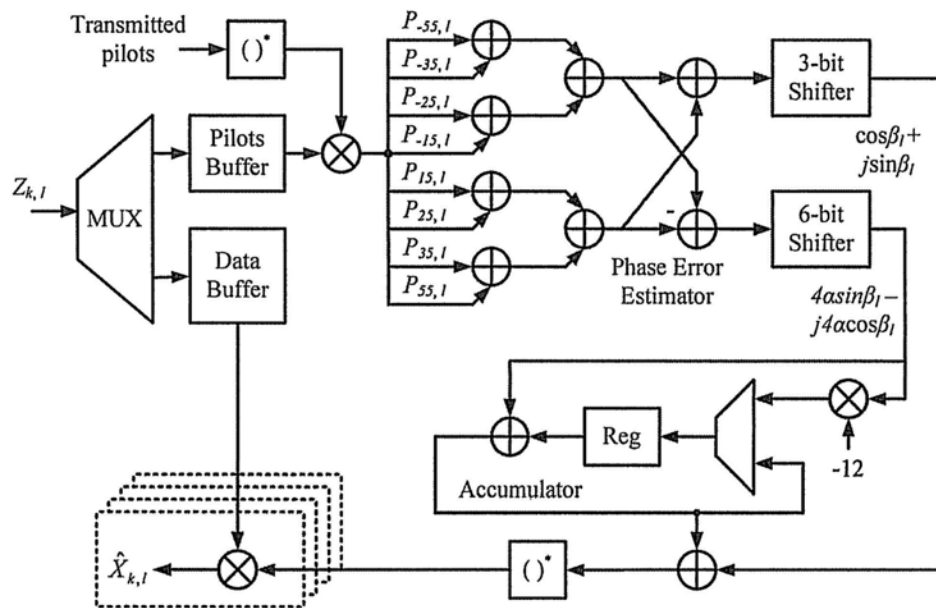 Transmitted
pilots
( )*
P-55, l
P-35, l
P-25, l
P-15, l
P15, l
P25, l
P35, l
P55, l
3-bit
Shifter
cosβl+
jsinβl
Pilots
Buffer
Zk, l
MUX
Data
Buffer
-
6-bit
Shifter
Phase Error
Estimator
4αsinβl−
j4αcosβl
Reg
-12
Accumulator
X̂k,l
( )*